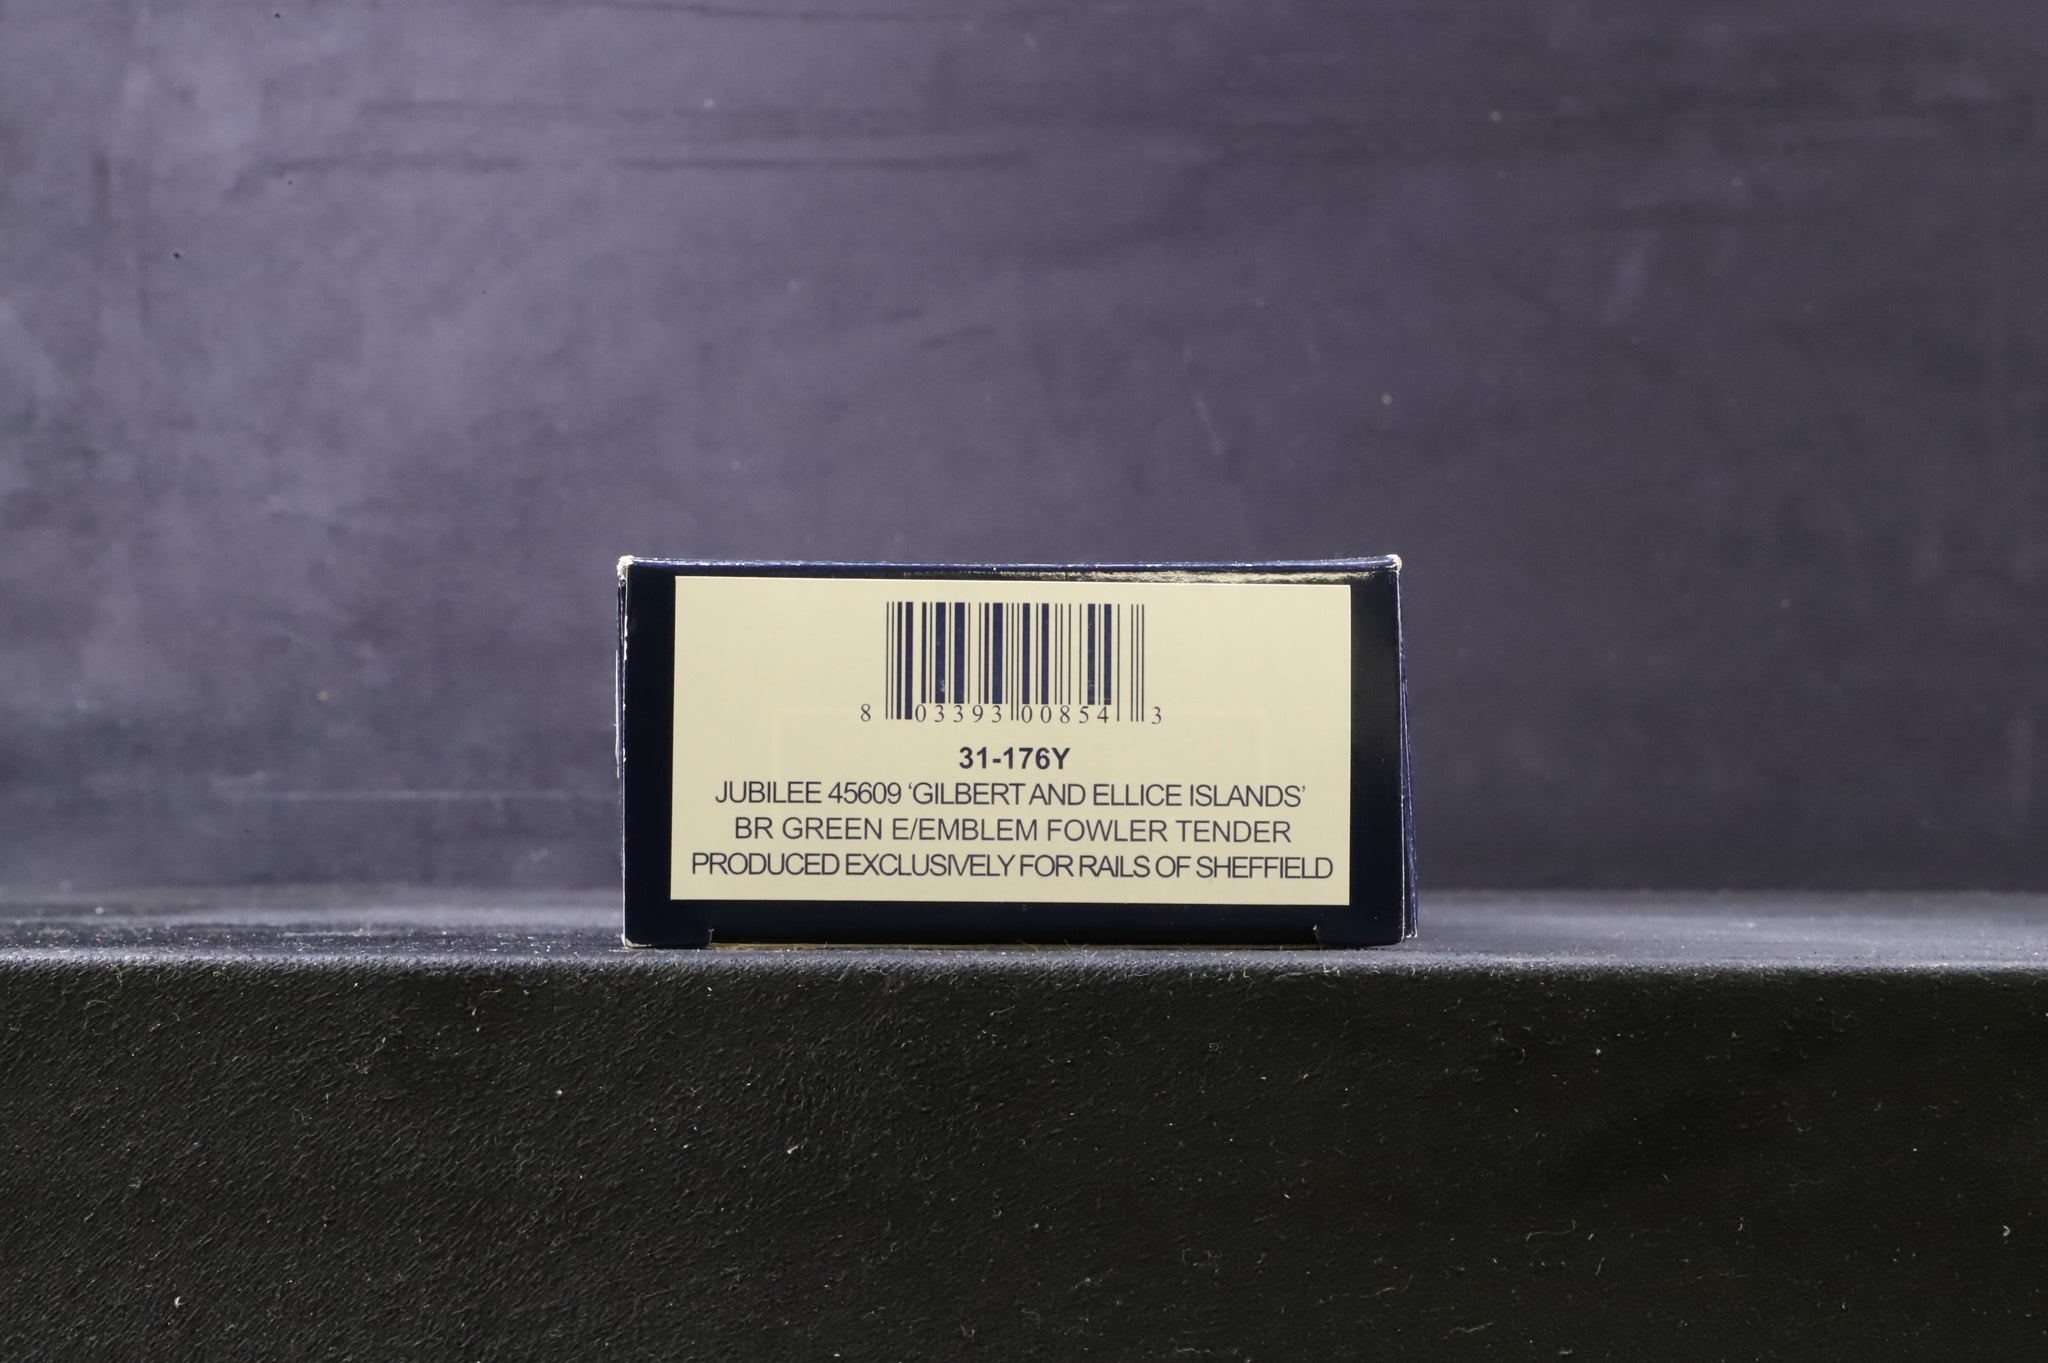 8 03393 00854 3
31-176Y
JUBILEE 45609 ‘GILBERT AND ELLICE ISLANDS’
BR GREEN E/EMBLEM FOWLER TENDER
PRODUCED EXCLUSIVELY FOR RAILS OF SHEFFIELD